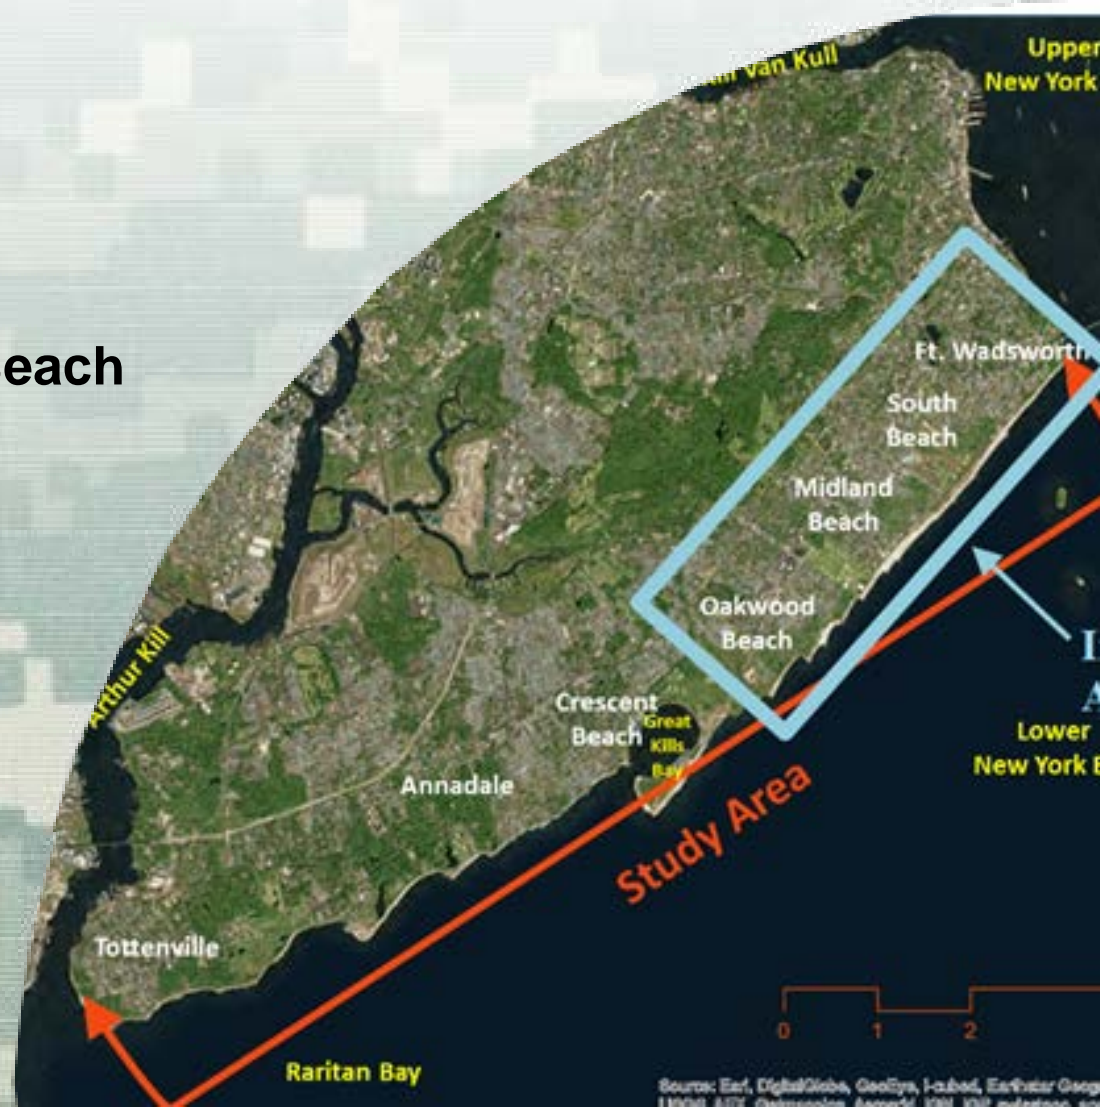 Van Kull
Upper
New York
each
Ft. Wadsworth
South
Beach
Midland
Beach
Oakwood
Beach
Arthur Kill
Crescent
Beach
Great
Kills
Bay
Lower
New York B
Annadale
Study Area
Tottenville
0 1 2
Raritan Bay
Source: Esri, DigitalGlobe, GeoEye, i-cubed, Earthstar Geog